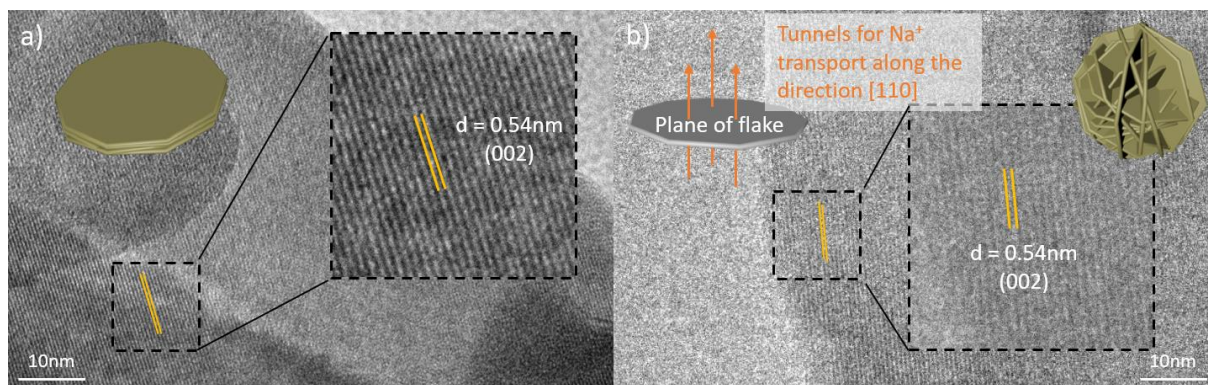 a)
d = 0.54nm
(002)
10nm
b)
Tunnels for Na⁺
transport along the
direction [110]
Plane of flake
d = 0.54nm
(002)
10nm